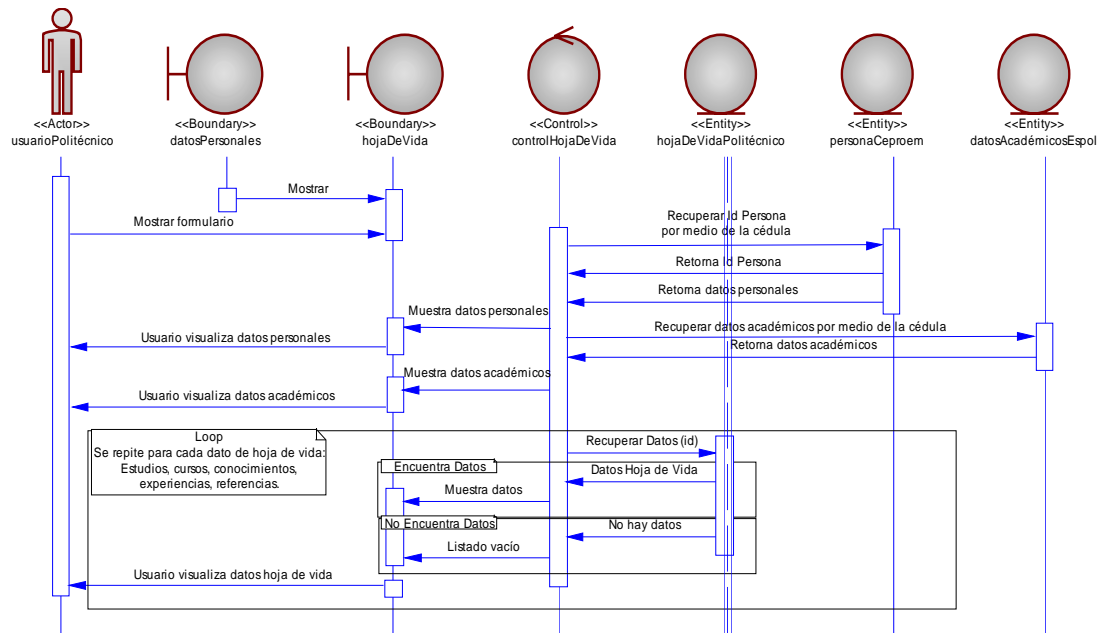 <<Actor>>
usuarioPolitécnico
<<Boundary>>
datosPersonales
<<Boundary>>
hojaDeVida
<<Control>>
controlHojaDeVida
<<Entity>>
hojaDeVidaPolitécnico
<<Entity>>
personaCeproem
<<Entity>>
datosAcadémicosEspol
Mostrar
Mostrar formulario
Recuperar Id Persona
por medio de la cédula
Retorna Id Persona
Retorna datos personales
Muestra datos personales
Recuperar datos académicos por medio de la cédula
Usuario visualiza datos personales
Retorna datos académicos
Muestra datos académicos
Usuario visualiza datos académicos
Loop
Se repite para cada dato de hoja de vida:
Estudios, cursos, conocimientos,
experiencias, referencias.
Recuperar Datos (id)
Encuentra Datos
Datos Hoja de Vida
Muestra datos
No Encuentra Datos
No hay datos
Listado vacío
Usuario visualiza datos hoja de vida